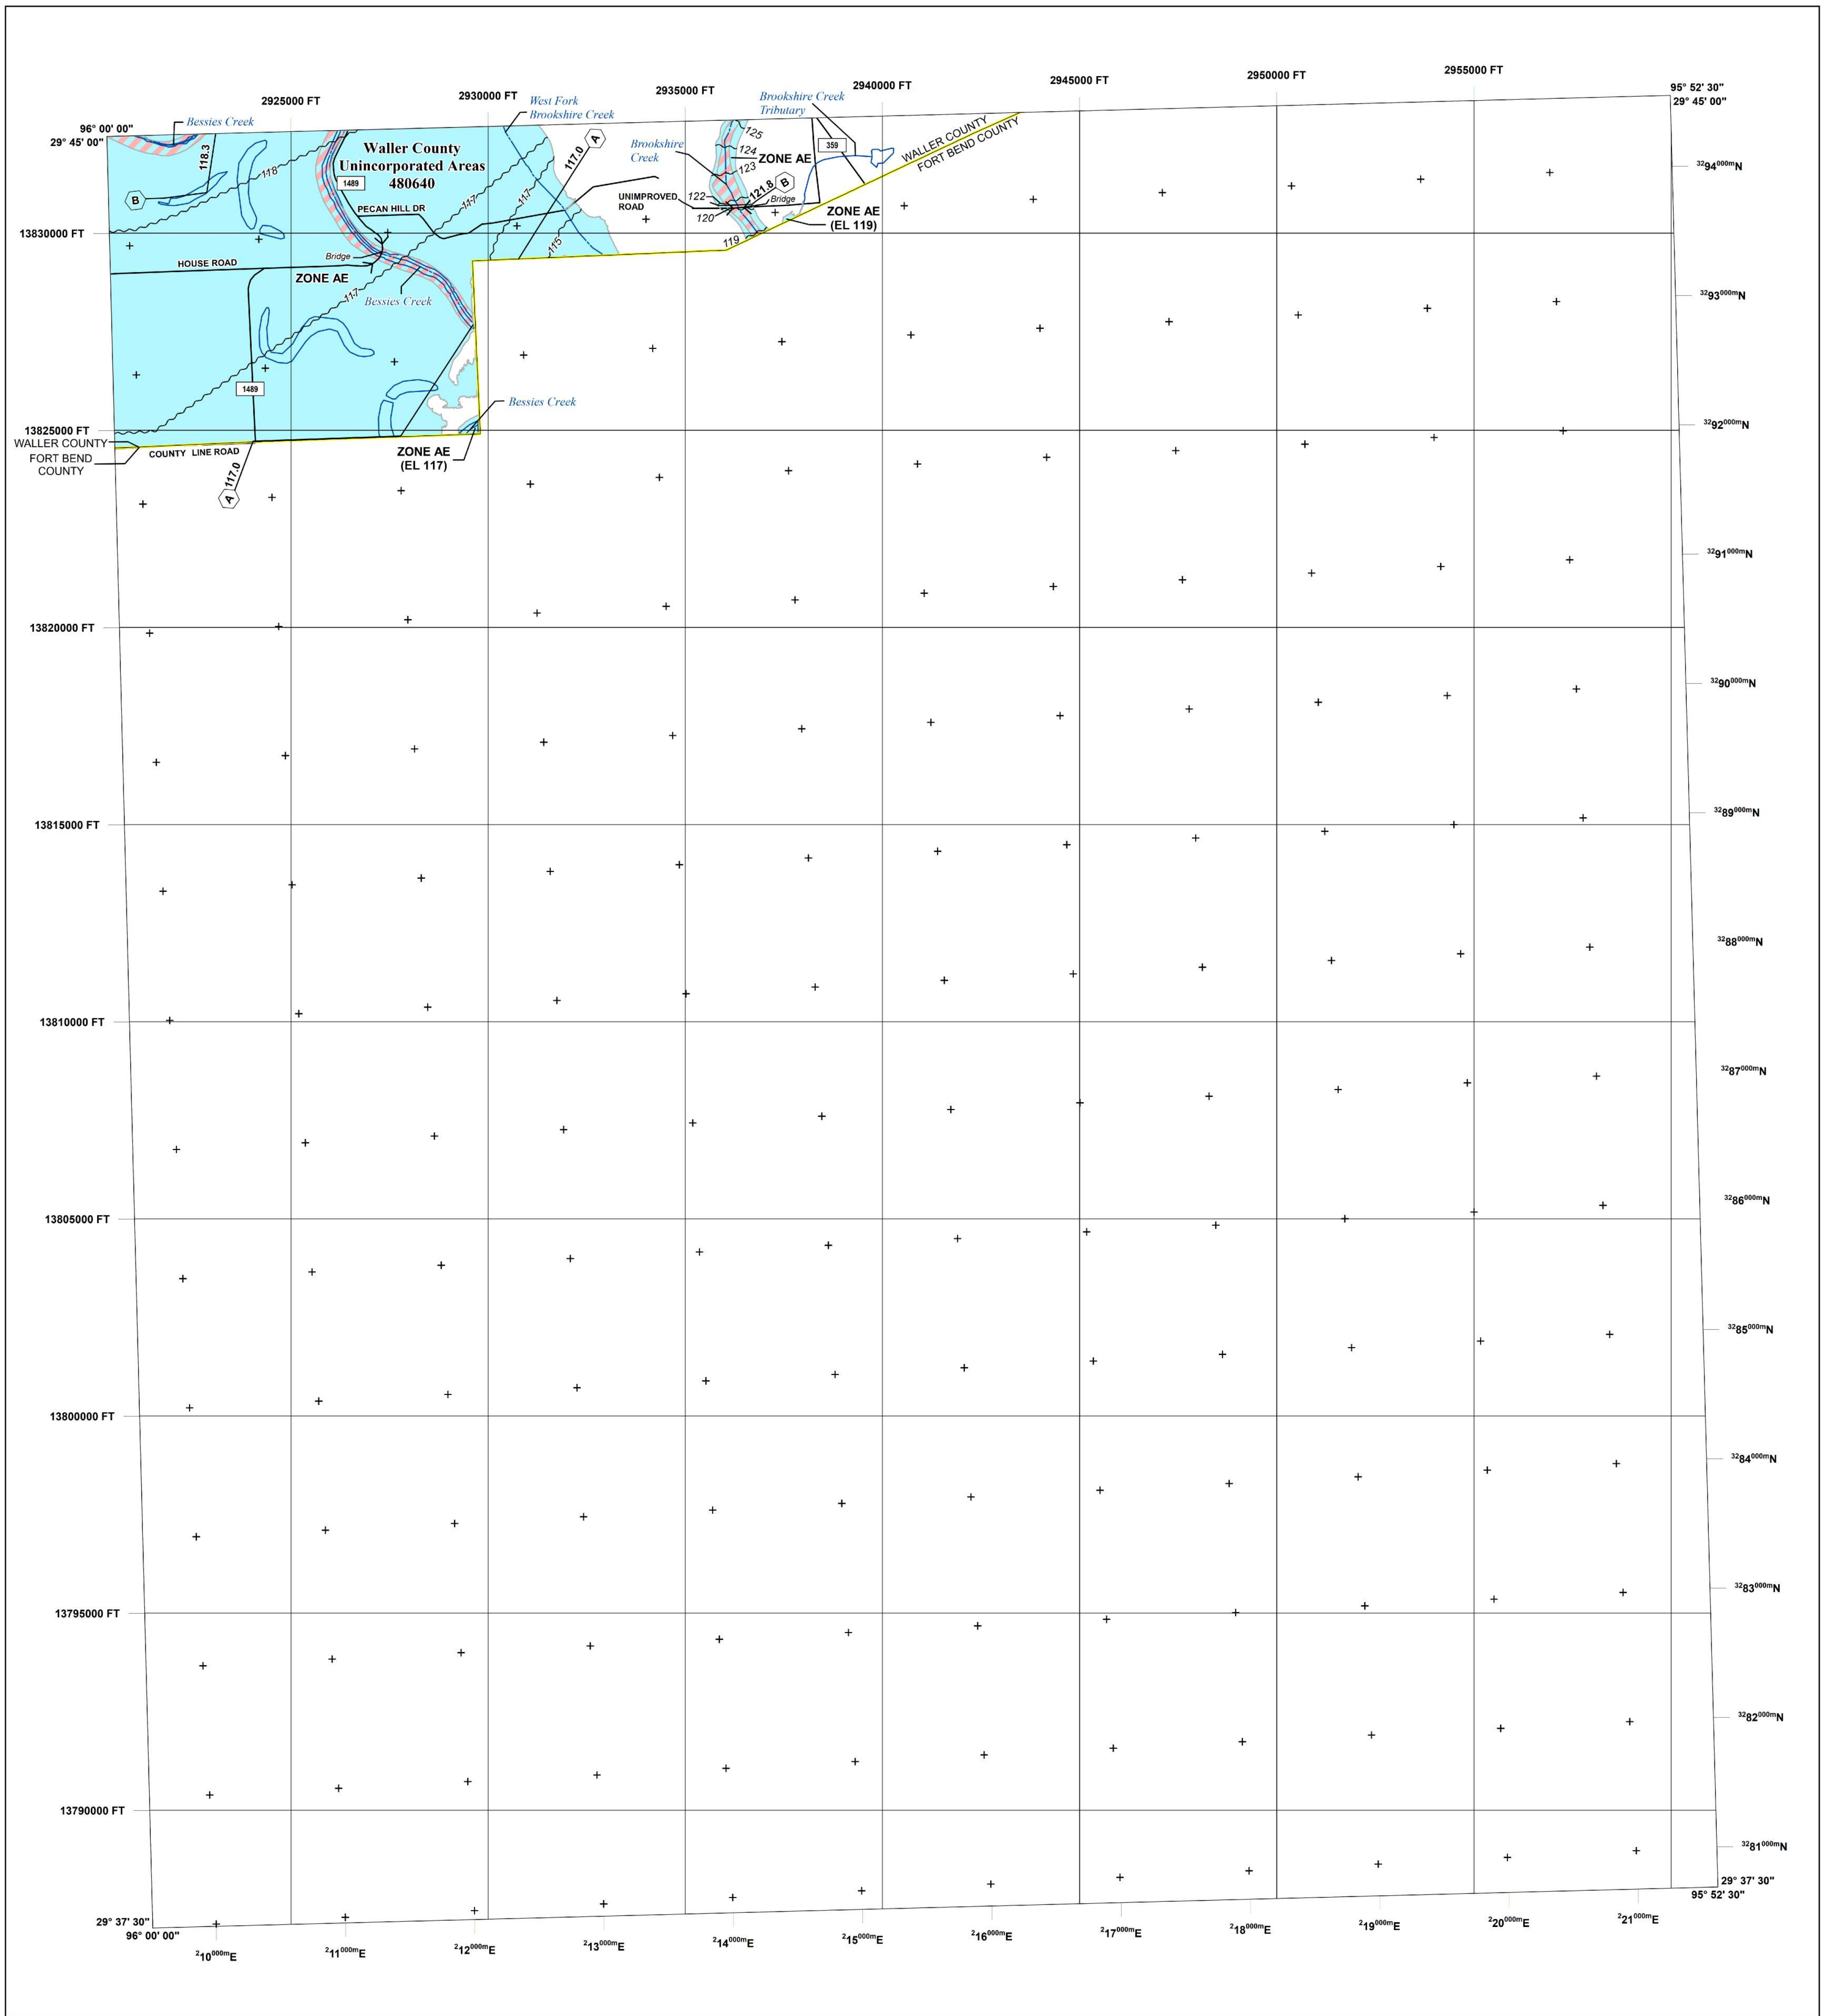 2925000 FT
2930000 FT
2935000 FT
2940000 FT
2945000 FT
2950000 FT
2955000 FT
95° 52' 30"
29° 45' 00"
96° 00' 00"
29° 45' 00"
Bessies Creek
West Fork
Brookshire Creek
Brookshire Creek
Tributary
118.3
118
B
Waller County
Unincorporated Areas
480640
1489
PECAN HILL DR
117
117
117.0
A
115
Brookshire
Creek
125
124
ZONE AE
123
122
121.8
B
Bridge
UNIMPROVED
ROAD
120
119
359
WALLER COUNTY
FORT BEND COUNTY
ZONE AE
(EL 119)
3294000mN
13830000 FT
HOUSE ROAD
Bridge
ZONE AE
Bessies Creek
117
3293000mN
1489
Bessies Creek
13825000 FT
WALLER COUNTY
FORT BEND
COUNTY
COUNTY LINE ROAD
117.0
A
ZONE AE
(EL 117)
3292000mN
3291000mN
13820000 FT
3290000mN
13815000 FT
3289000mN
3288000mN
13810000 FT
3287000mN
3286000mN
13805000 FT
3285000mN
13800000 FT
3284000mN
3283000mN
13795000 FT
3282000mN
13790000 FT
3281000mN
29° 37' 30"
95° 52' 30"
29° 37' 30"
96° 00' 00"
210000mE
211000mE
212000mE
213000mE
214000mE
215000mE
216000mE
217000mE
218000mE
219000mE
220000mE
221000mE